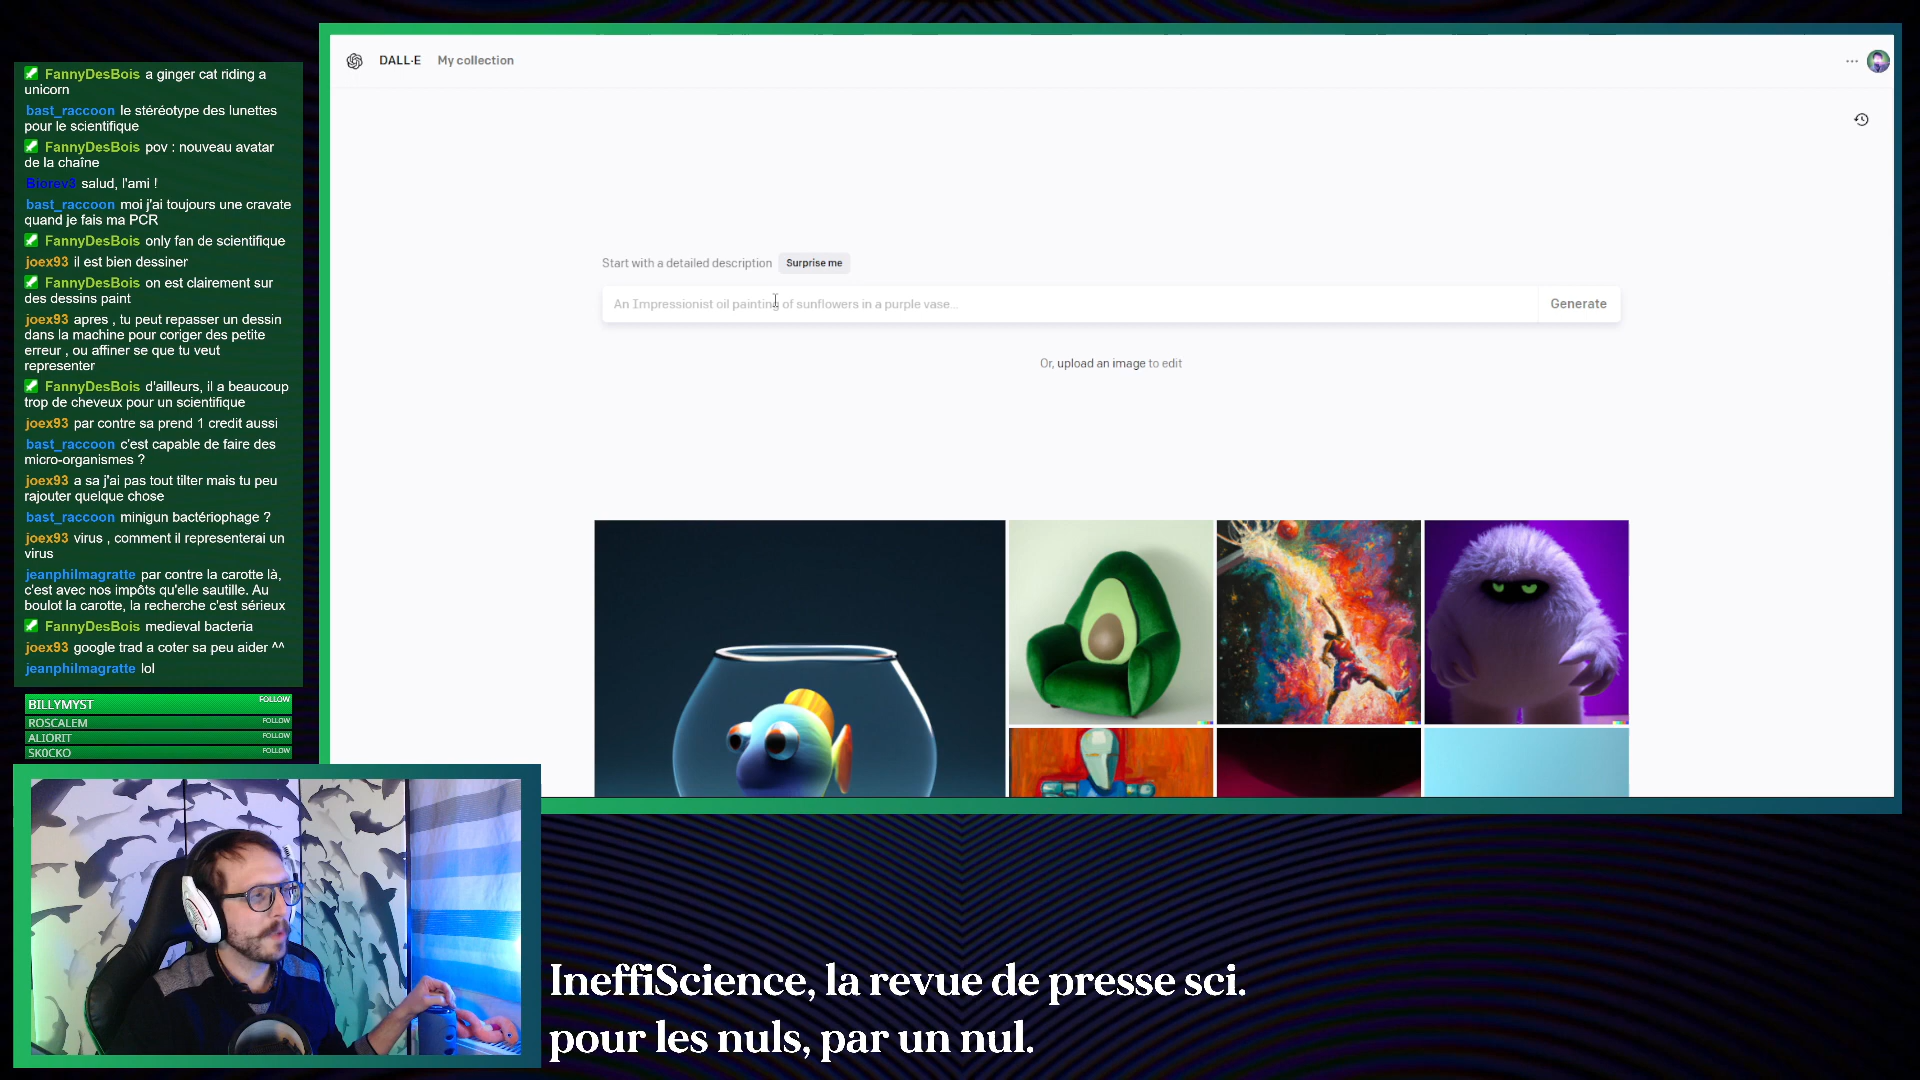 FannyDesBois a ginger cat riding a
unicorn
bast_raccoon le stéréotype des lunettes
pour le scientifique
FannyDesBois pov : nouveau avatar
de la chaîne
Biorev3 salud, l'ami !
bast_raccoon moi j'ai toujours une cravate
quand je fais ma PCR
FannyDesBois only fan de scientifique
joex93 il est bien dessiner
FannyDesBois on est clairement sur
des dessins paint
joex93 apres , tu peut repasser un dessin
dans la machine pour coriger des petite
erreur , ou affiner se que tu veut
representer
FannyDesBois d'ailleurs, il a beaucoup
trop de cheveux pour un scientifique
joex93 par contre sa prend 1 credit aussi
bast_raccoon c'est capable de faire des
micro-organismes ?
joex93 a sa j'ai pas tout tilter mais tu peu
rajouter quelque chose
bast_raccoon minigun bactériophage ?
joex93 virus , comment il representerai un
virus
jeanphilmagratte par contre la carotte là,
c'est avec nos impôts qu'elle sautille. Au
boulot la carotte, la recherche c'est sérieux
FannyDesBois medieval bacteria
joex93 google trad a coter sa peu aider ^^
jeanphilmagratte lol
BILLYMYST FOLLOW
ROSCALEM FOLLOW
ALIORIT FOLLOW
SK0CKO FOLLOW
DALL·E My collection
Start with a detailed description Surprise me
An Impressionist oil painting of sunflowers in a purple vase... Generate
Or, upload an image to edit
IneffiScience, la revue de presse sci.
pour les nuls, par un nul.